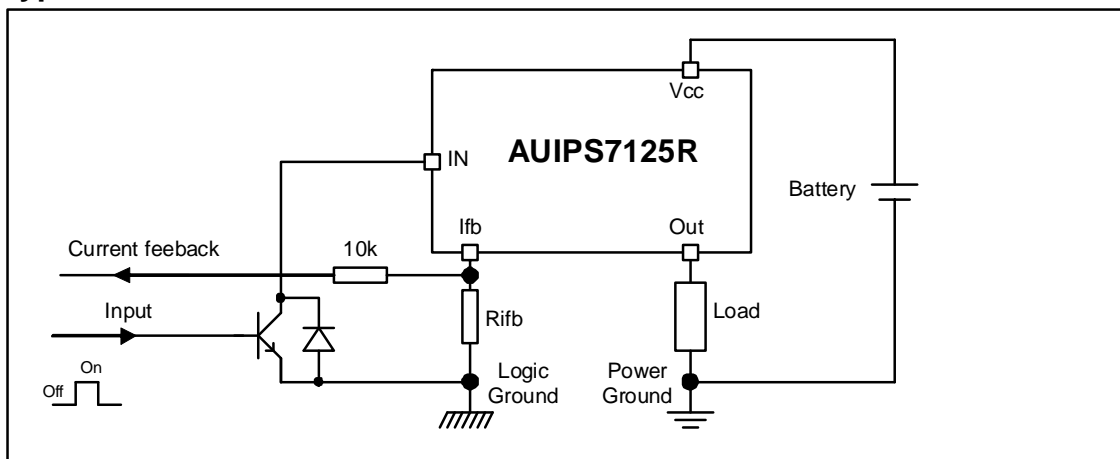 Vcc
AUIPS7125R
IN
Battery
Ifb
Out
Current feeback
10k
Input
Rifb
Load
On
Off
Logic
Ground
Power
Ground